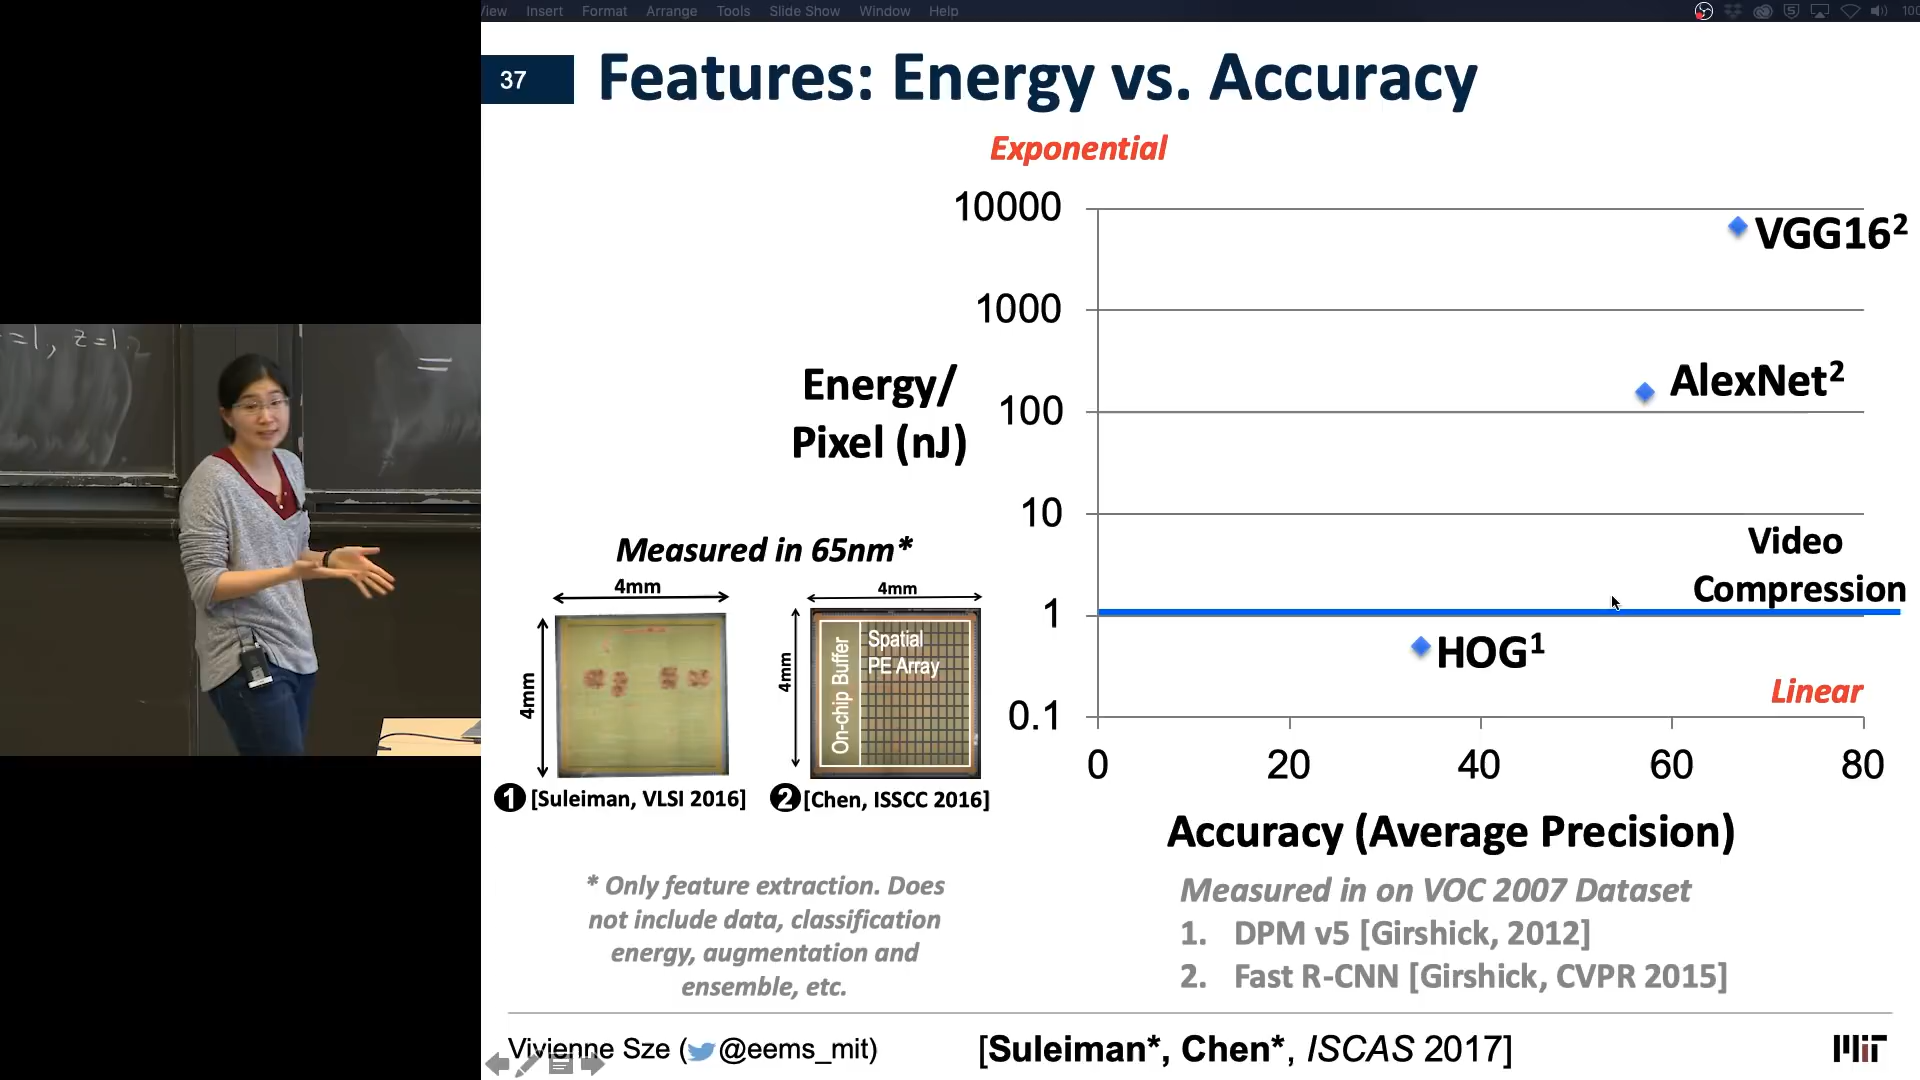 View Insert Format Arrange Tools Slide Show Window Help
37
Features: Energy vs. Accuracy
Exponential
10000
1000
100
10
1
0.1
Energy/
Pixel (nJ)
VGG16²
AlexNet²
Video
Compression
HOG¹
Linear
0 20 40 60 80
Accuracy (Average Precision)
Measured in 65nm*
4mm
4mm
4mm
4mm
On-chip Buffer
Spatial
PE Array
1 [Suleiman, VLSI 2016]
2 [Chen, ISSCC 2016]
* Only feature extraction. Does
not include data, classification
energy, augmentation and
ensemble, etc.
Measured in on VOC 2007 Dataset
1. DPM v5 [Girshick, 2012]
2. Fast R-CNN [Girshick, CVPR 2015]
Vivienne Sze (@eems_mit)
[Suleiman*, Chen*, ISCAS 2017]
MIT
=1, z=1